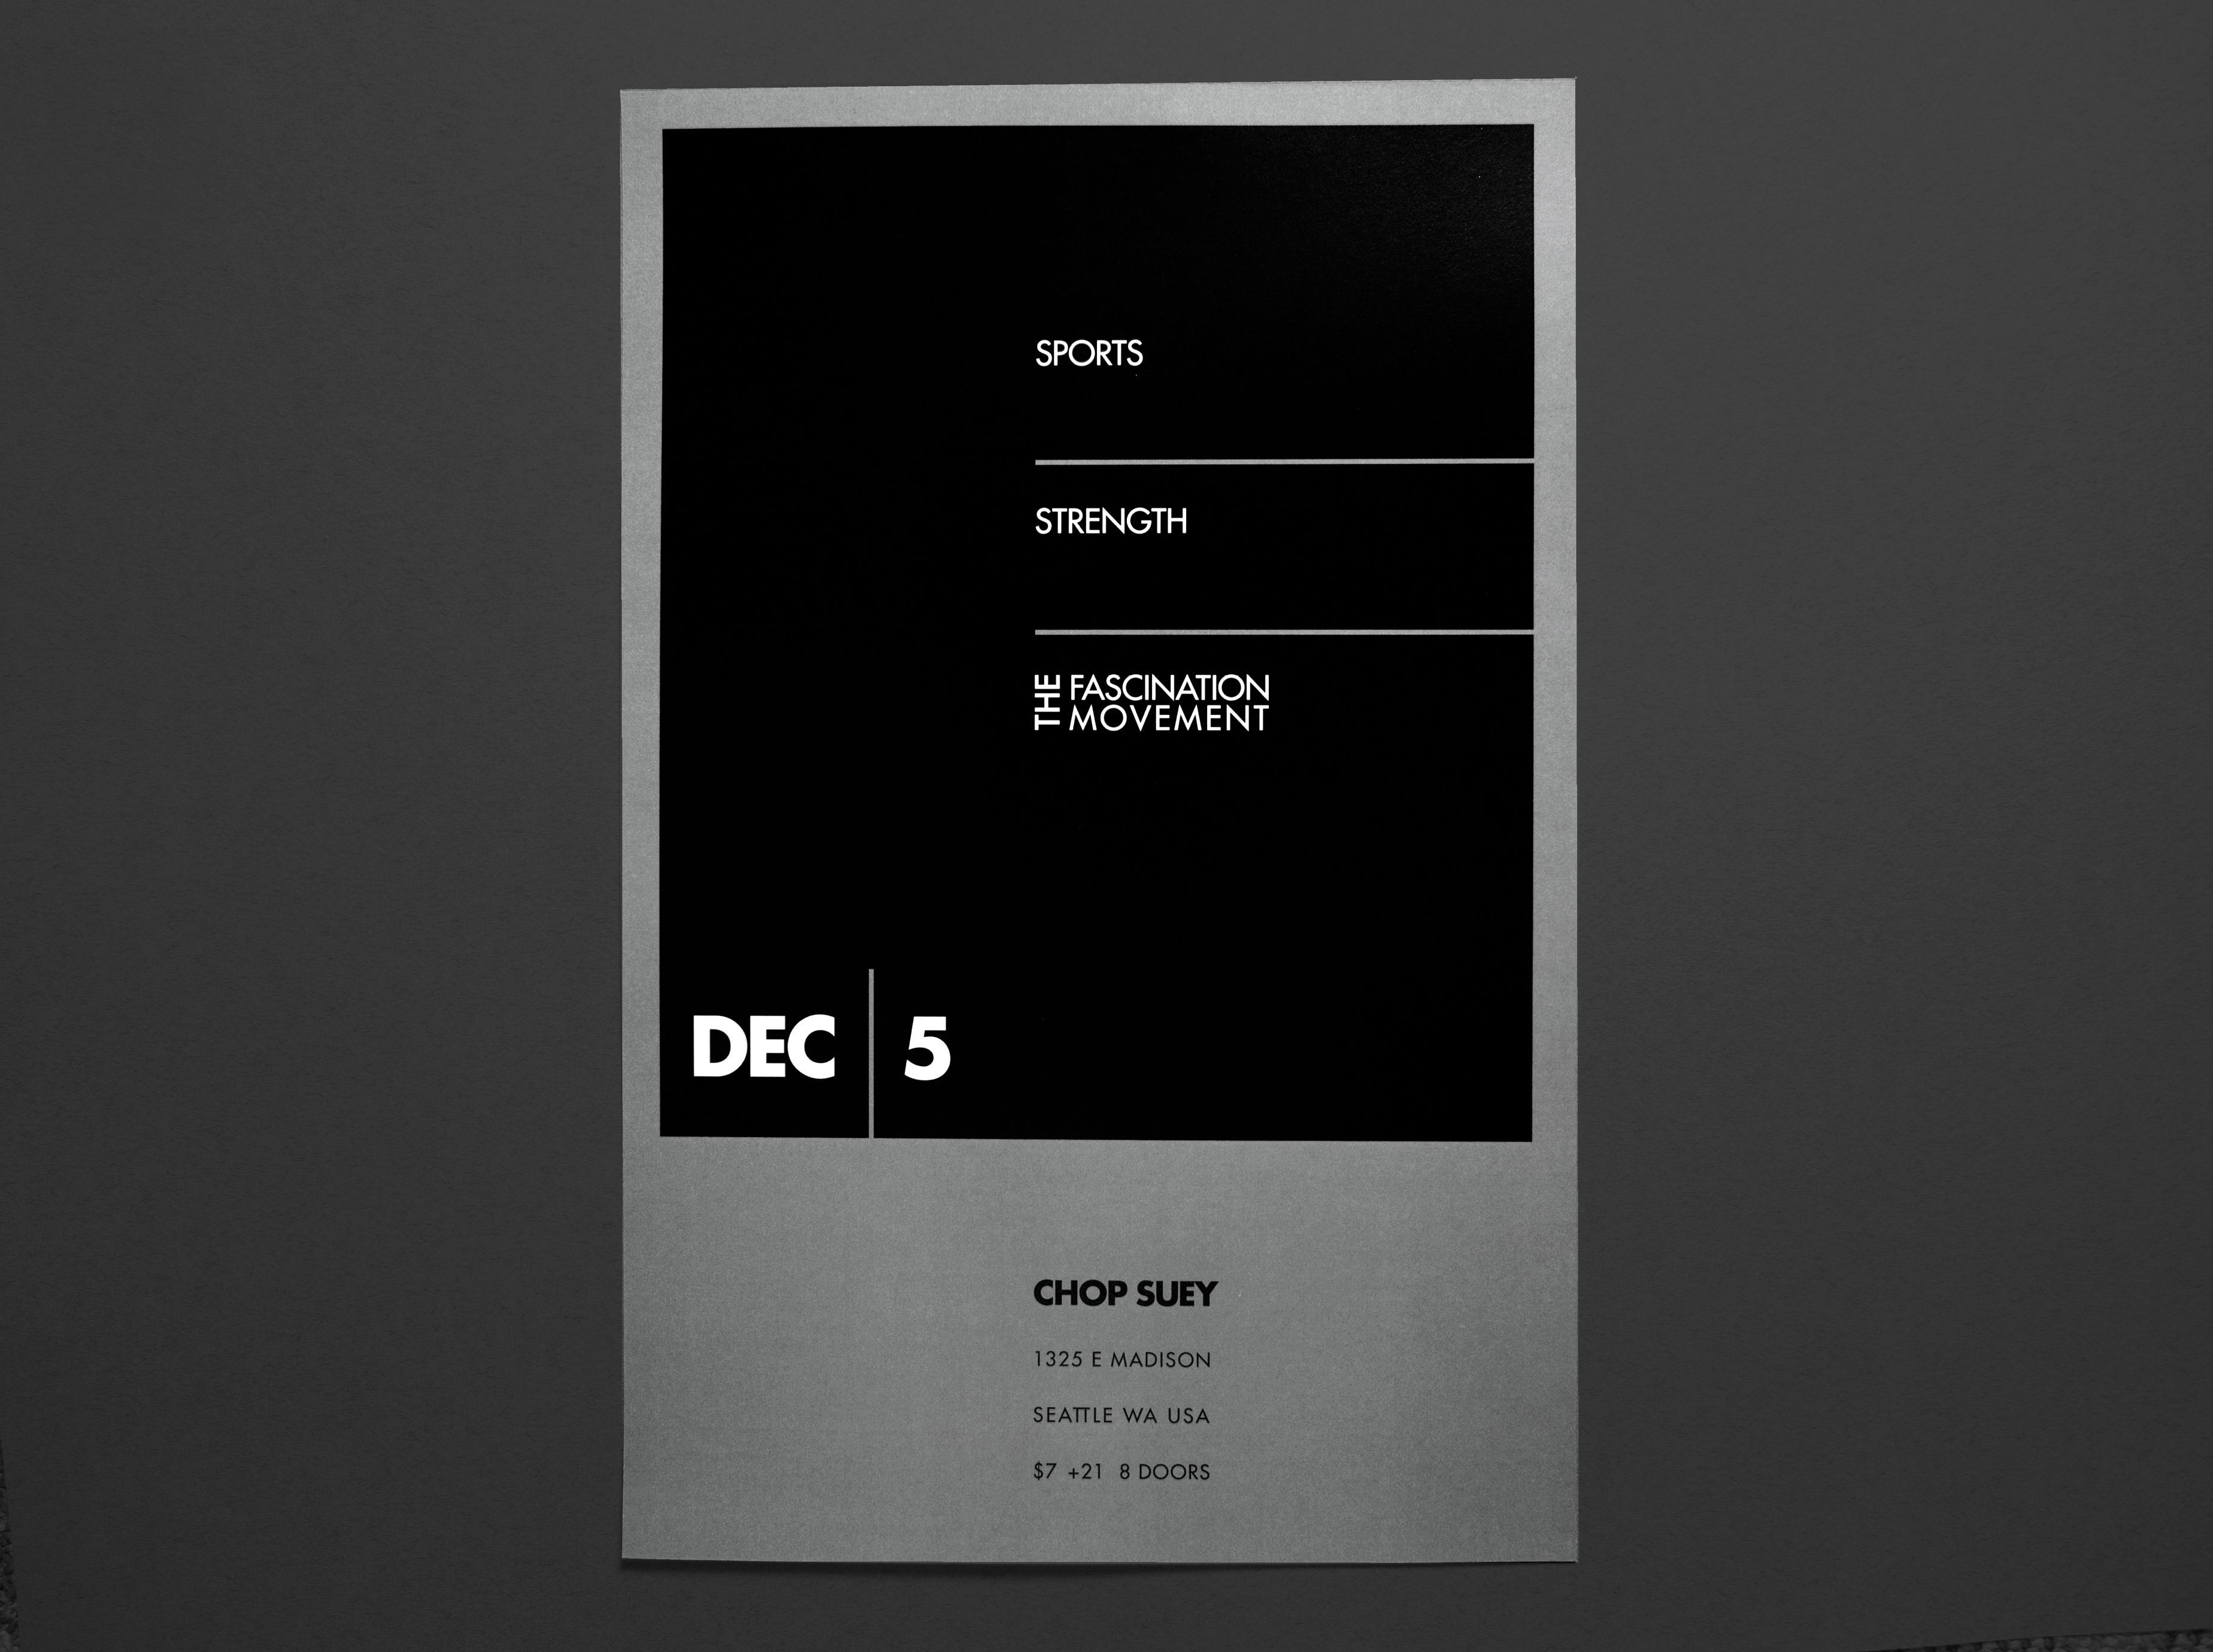 SPORTS
STRENGTH
THE FASCINATION
MOVEMENT
DEC 5
CHOP SUEY
1325 E MADISON
SEATTLE WA USA
$7 +21 8 DOORS